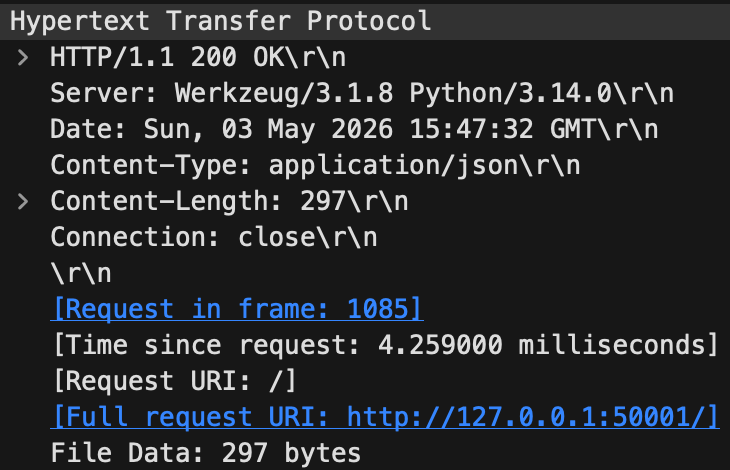 Hypertext Transfer Protocol
HTTP/1.1 200 OK\r\n
Server: Werkzeug/3.1.8 Python/3.14.0\r\n
Date: Sun, 03 May 2026 15:47:32 GMT\r\n
Content-Type: application/json\r\n
Content-Length: 297\r\n
Connection: close\r\n
\r\n
[Request in frame: 1085]
[Time since request: 4.259000 milliseconds]
[Request URI: /]
[Full request URI: http://127.0.0.1:50001/]
File Data: 297 bytes